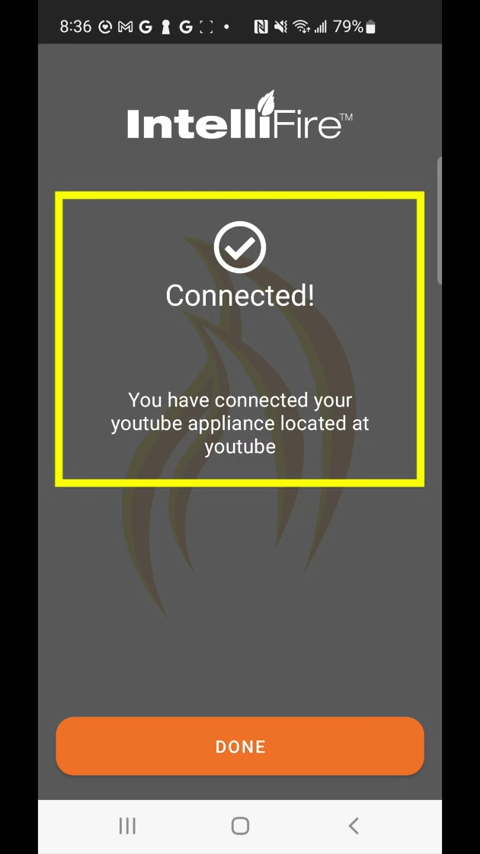 8:36
79%
IntelliFire™
Connected!
You have connected your
youtube appliance located at
youtube
DONE